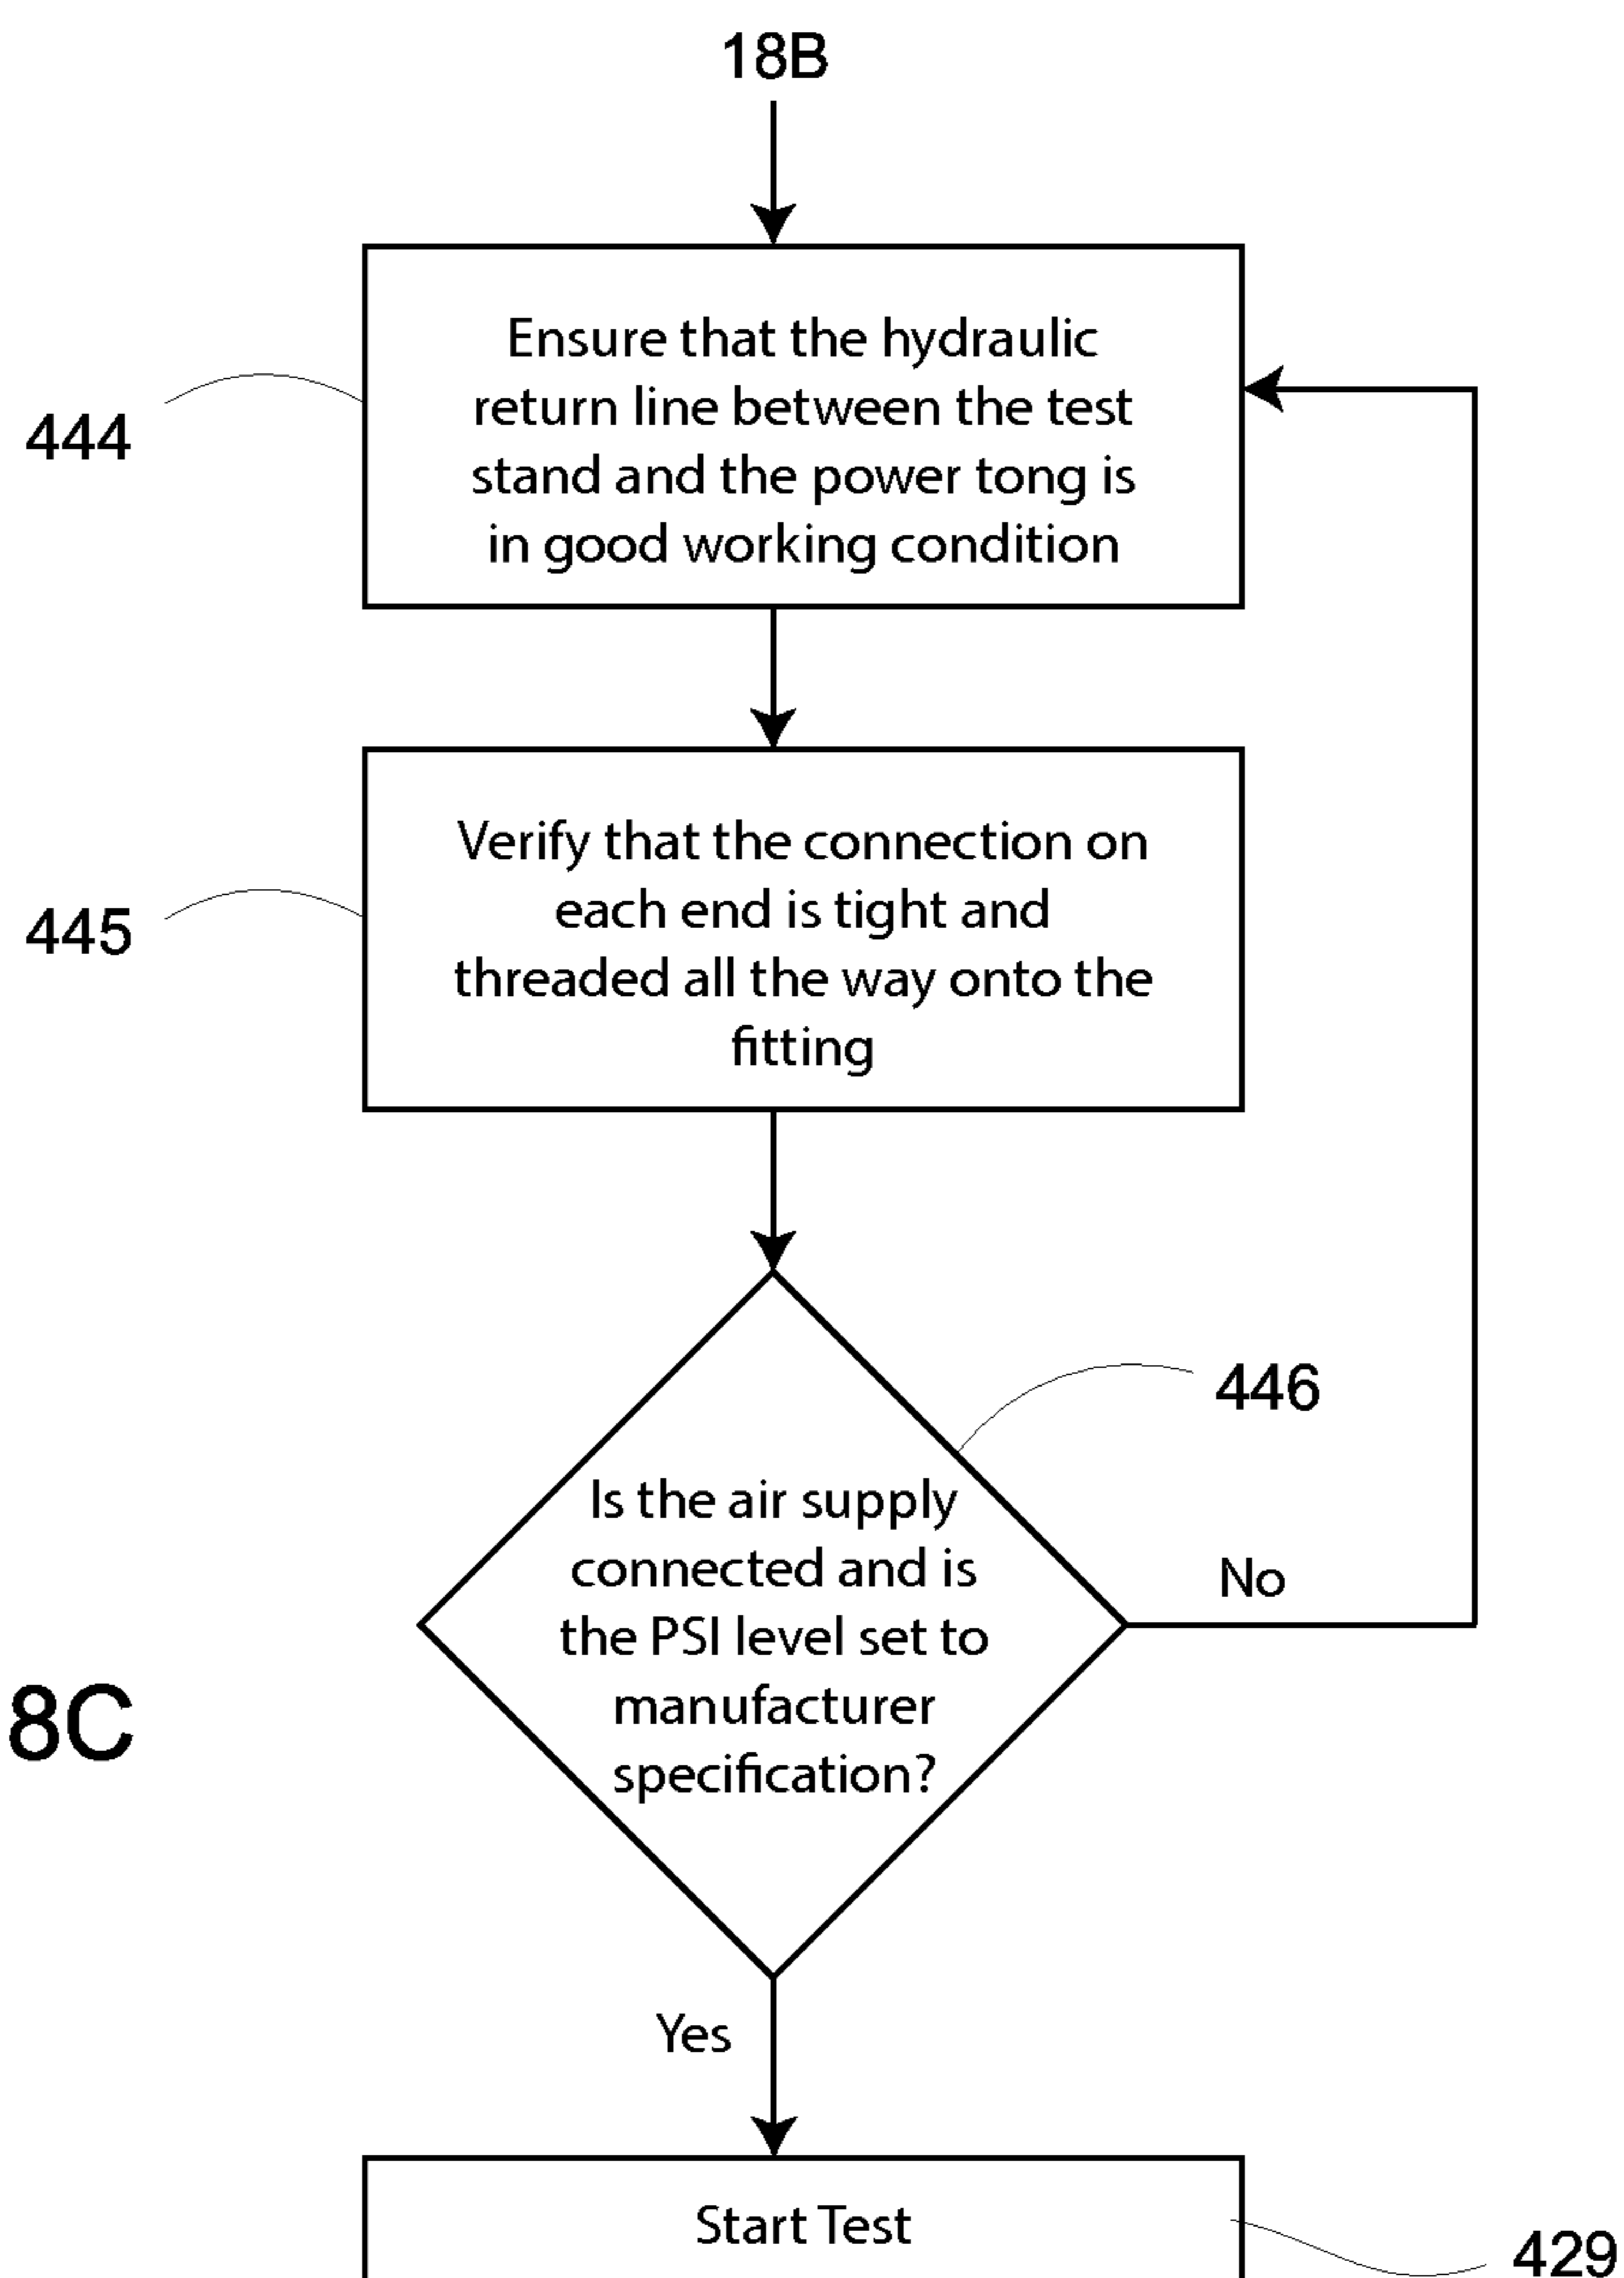 18B
Ensure that the hydraulic
return line between the test
stand and the power tong is
in good working condition
444
Verify that the connection on
each end is tight and
threaded all the way onto the
fitting
445
446
Is the air supply
connected and is
the PSI level set to
manufacturer
specification?
No
8C
Yes
Start Test
429